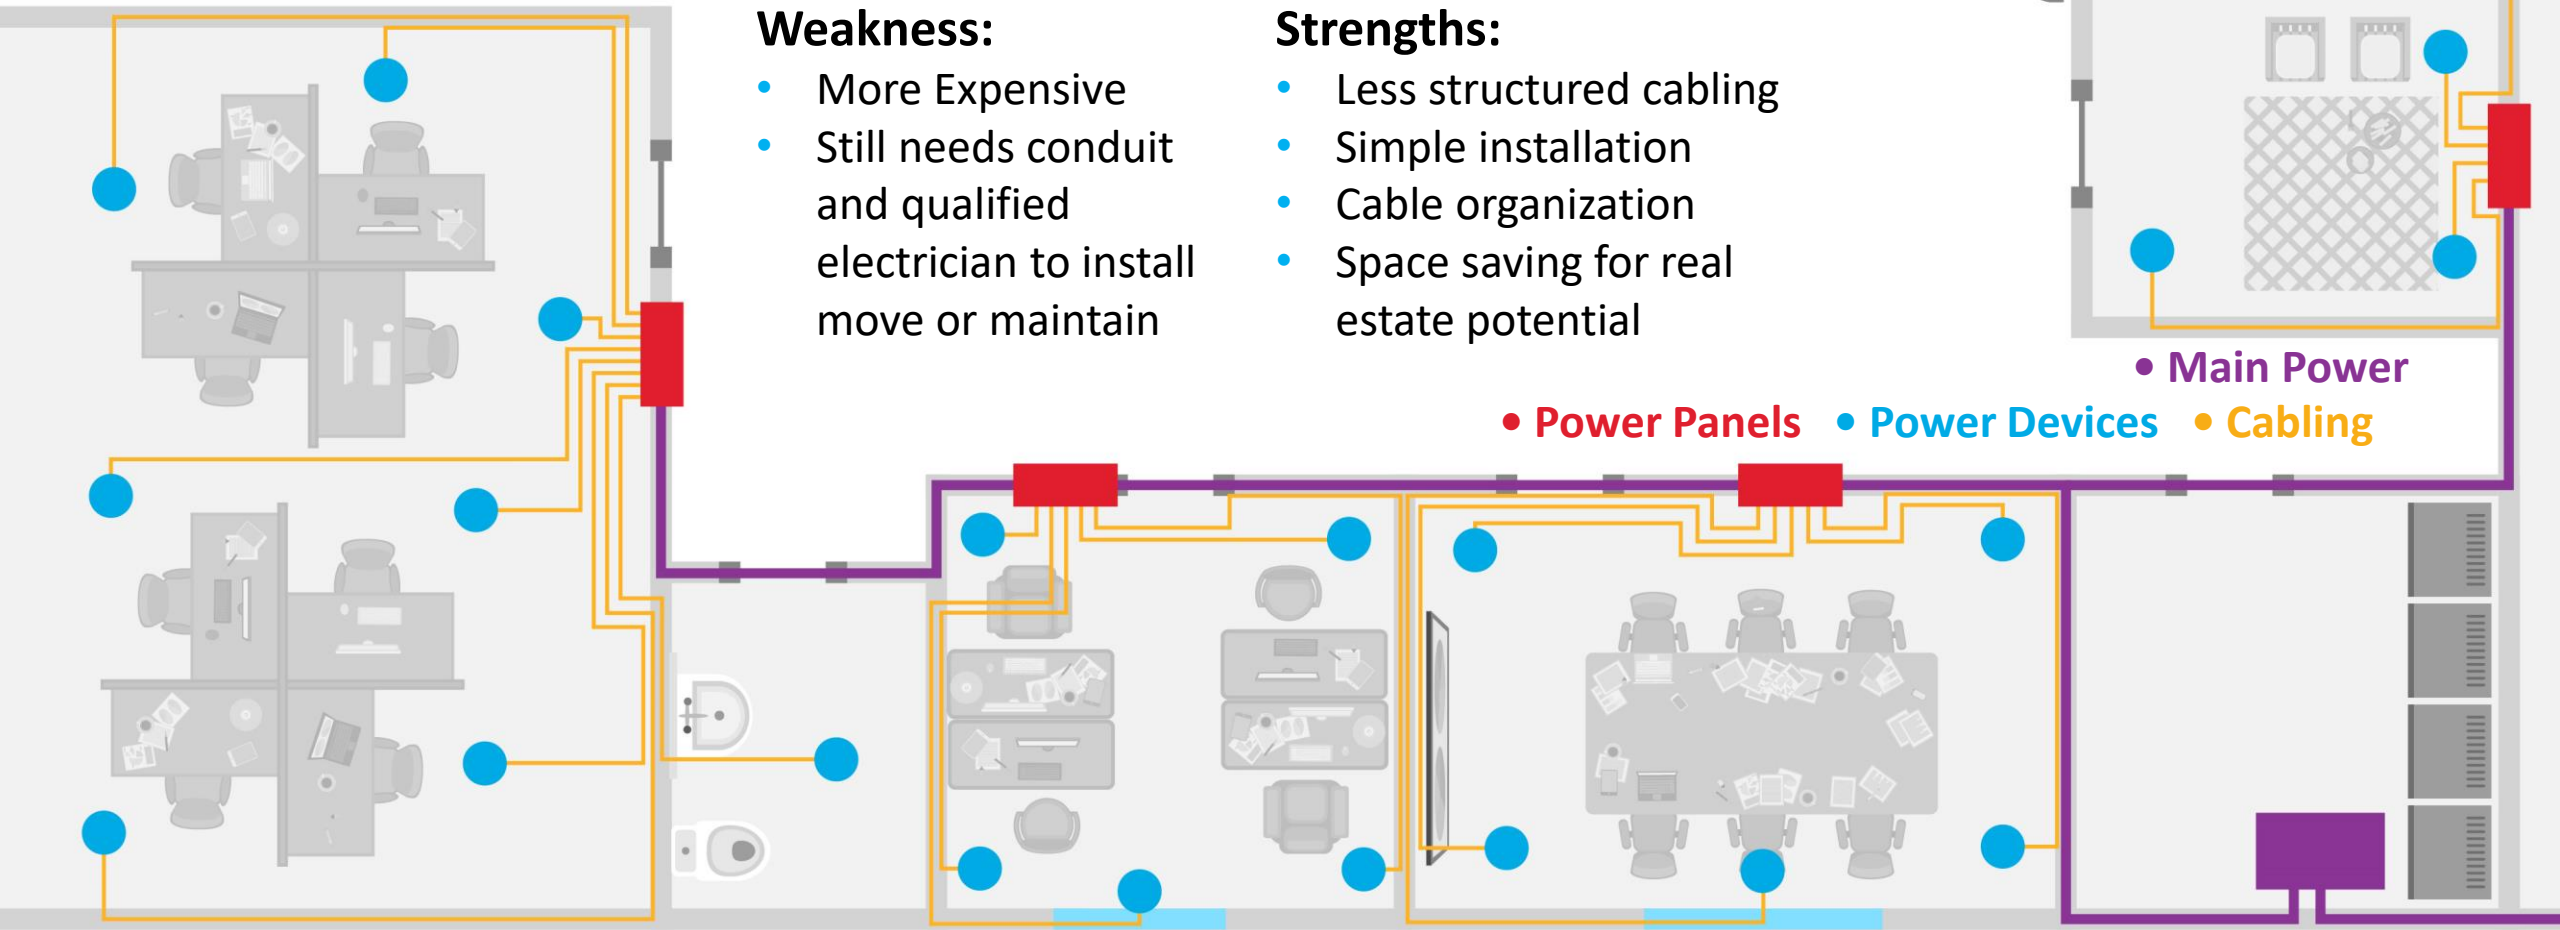 Weakness:
• More Expensive
• Still needs conduit
and qualified
electrician to install
move or maintain
Strengths:
• Less structured cabling
• Simple installation
• Cable organization
• Space saving for real
estate potential
• Main Power
• Power Panels • Power Devices • Cabling